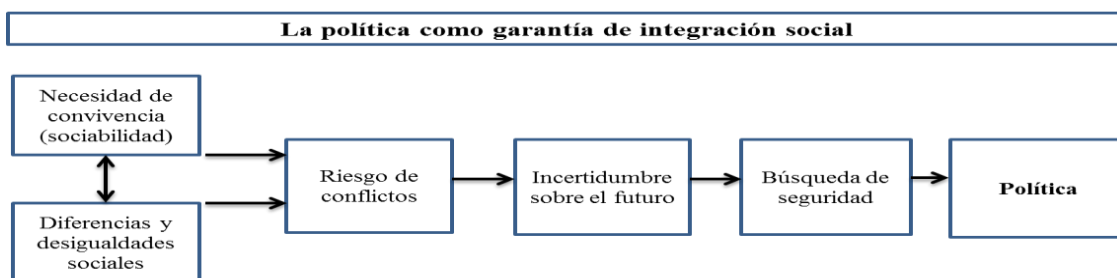 La política como garantía de integración social
Necesidad de
convivencia
(sociabilidad)
Diferencias y
desigualdades
sociales
Riesgo de
conflictos
Incertidumbre
sobre el futuro
Búsqueda de
seguridad
Política